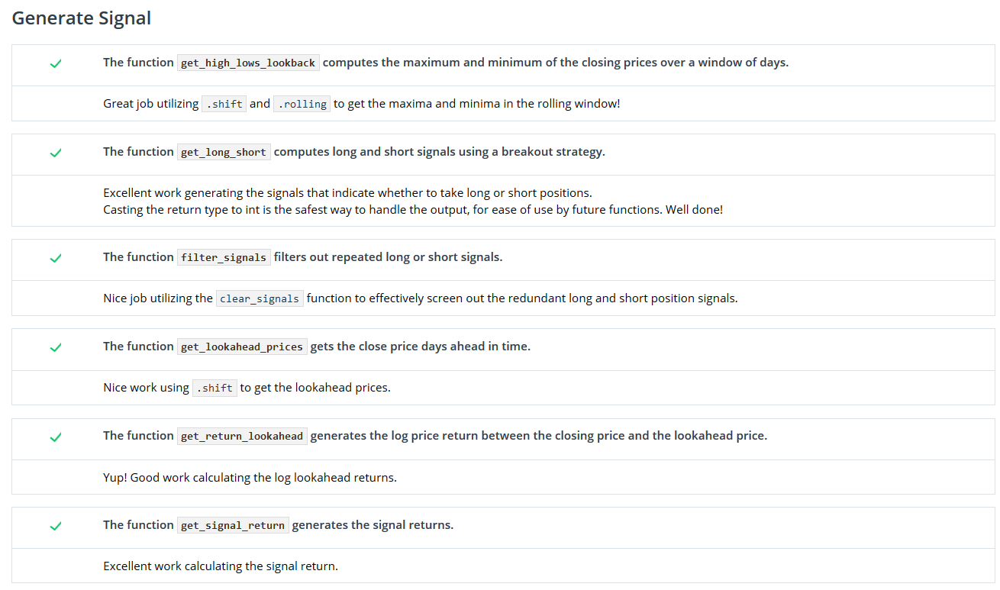 Generate Signal
The function get_high_lows_lookback computes the maximum and minimum of the closing prices over a window of days.
Great job utilizing .shift and .rolling to get the maxima and minima in the rolling window!
The function get_long_short computes long and short signals using a breakout strategy.
Excellent work generating the signals that indicate whether to take long or short positions.
Casting the return type to int is the safest way to handle the output, for ease of use by future functions. Well done!
The function filter_signals filters out repeated long or short signals.
Nice job utilizing the clear_signals function to effectively screen out the redundant long and short position signals.
The function get_lookahead_prices gets the close price days ahead in time.
Nice work using .shift to get the lookahead prices.
The function get_return_lookahead generates the log price return between the closing price and the lookahead price.
Yup! Good work calculating the log lookahead returns.
The function get_signal_return generates the signal returns.
Excellent work calculating the signal return.